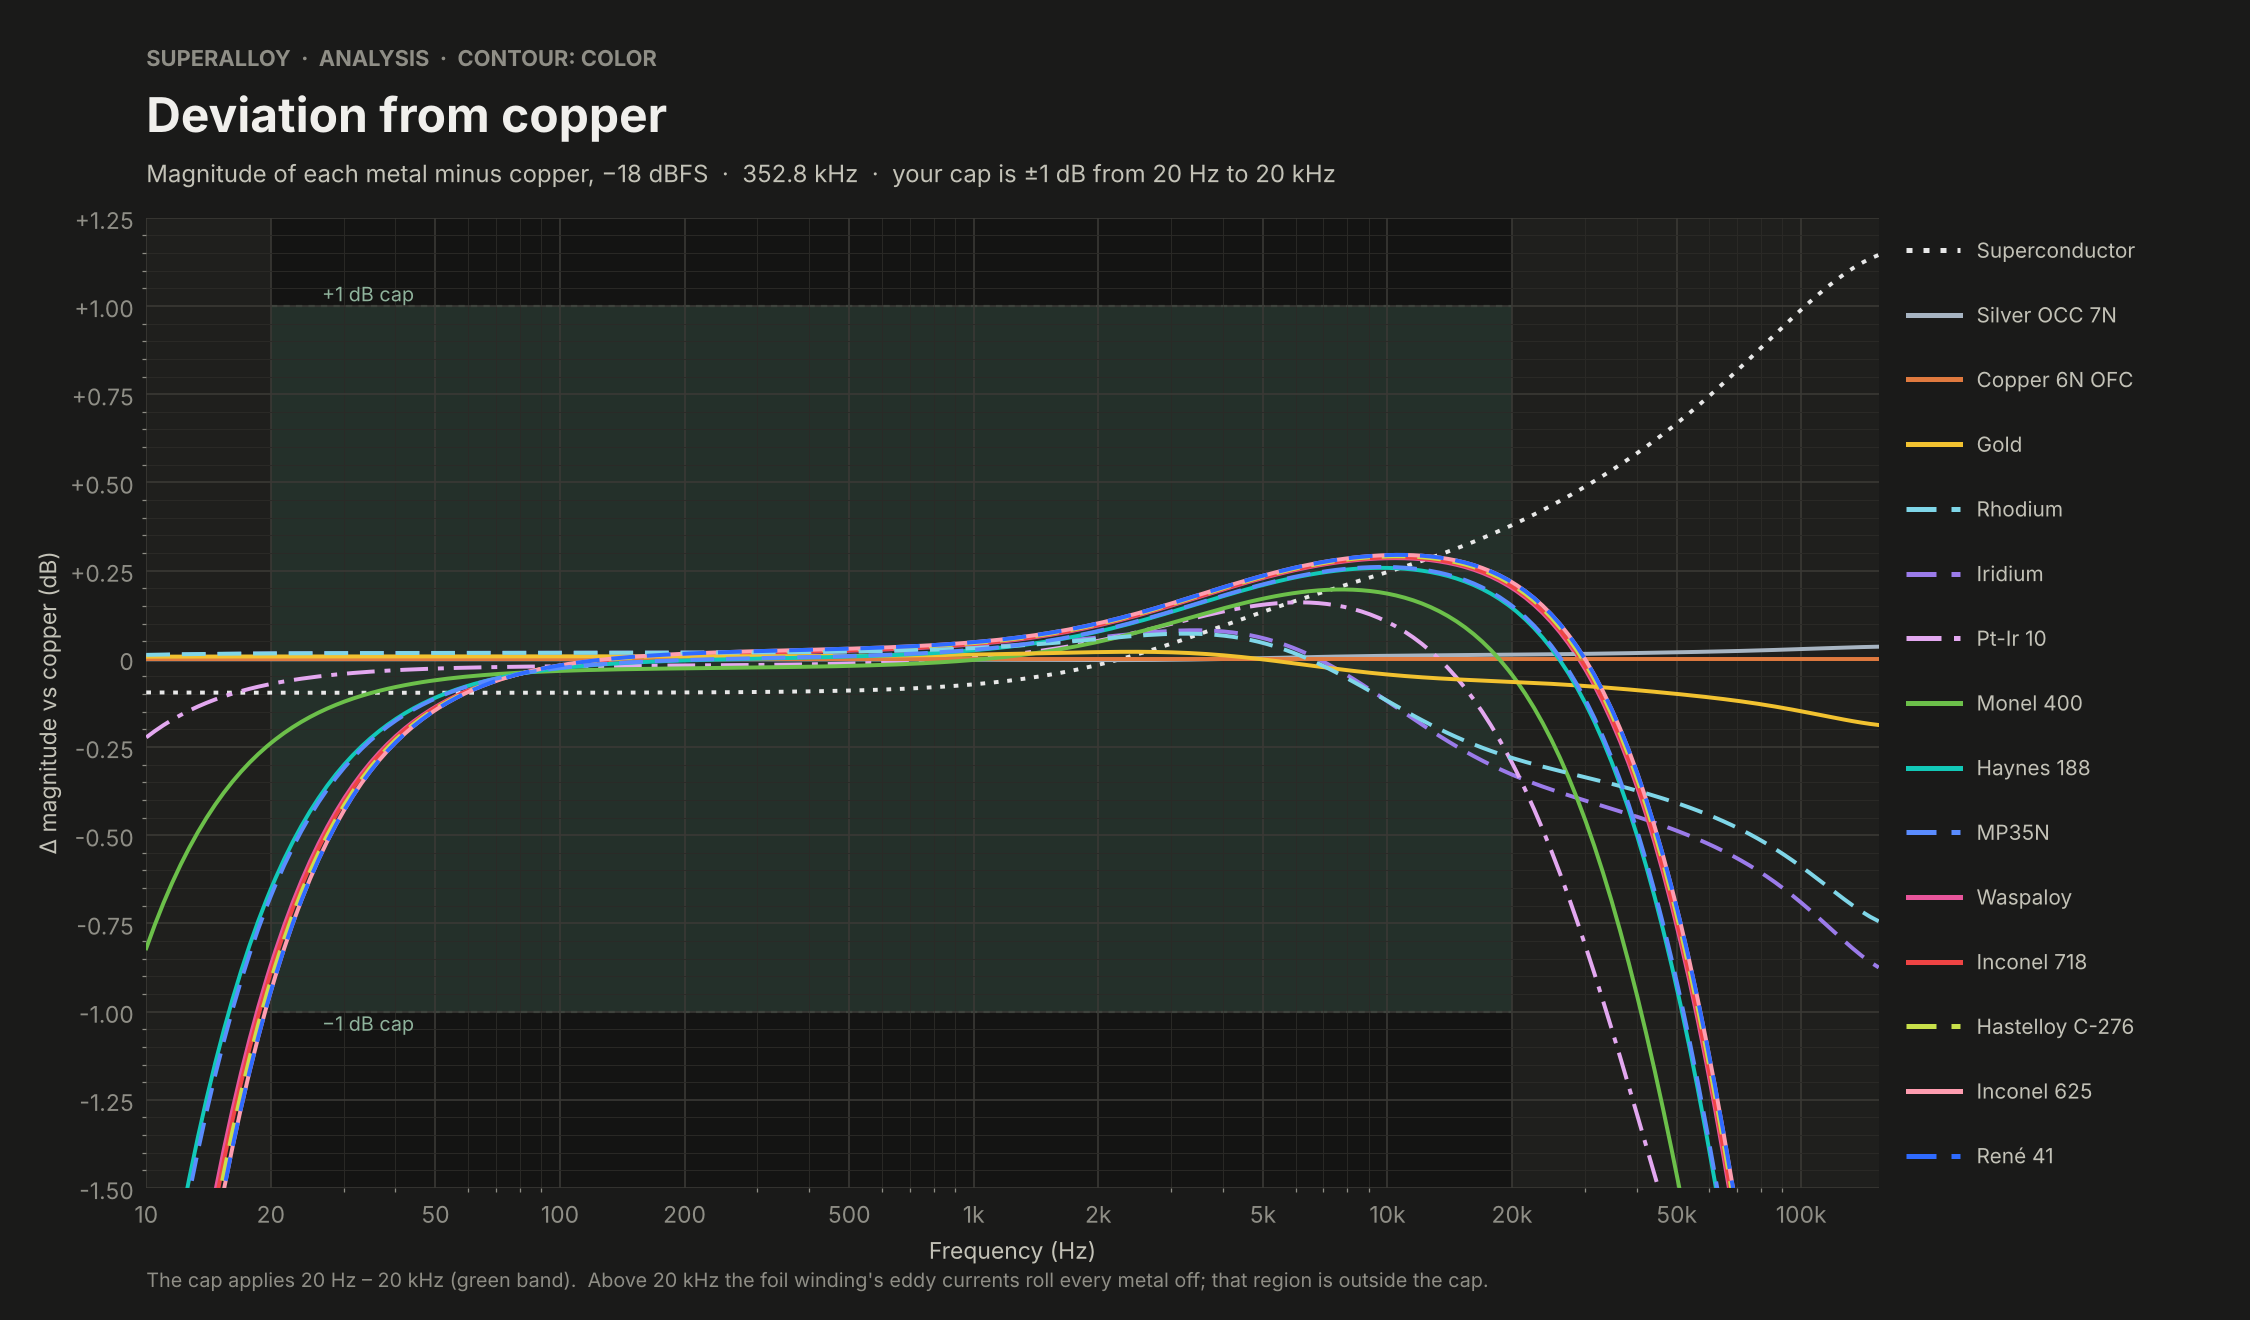 SUPERALLOY · ANALYSIS · CONTOUR: COLOR
Deviation from copper
Magnitude of each metal minus copper, −18 dBFS · 352.8 kHz · your cap is ±1 dB from 20 Hz to 20 kHz
+1.25
+1.00
+0.75
+0.50
+0.25
0
-0.25
-0.50
-0.75
-1.00
-1.25
-1.50
Δ magnitude vs copper (dB)
+1 dB cap
−1 dB cap
Superconductor
Silver OCC 7N
Copper 6N OFC
Gold
Rhodium
Iridium
Pt-Ir 10
Monel 400
Haynes 188
MP35N
Waspaloy
Inconel 718
Hastelloy C-276
Inconel 625
René 41
10 20 50 100 200 500 1k 2k 5k 10k 20k 50k 100k
Frequency (Hz)
The cap applies 20 Hz – 20 kHz (green band). Above 20 kHz the foil winding's eddy currents roll every metal off; that region is outside the cap.